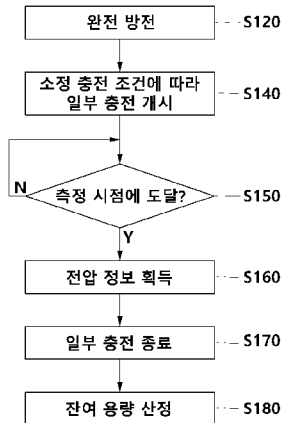 완전 방전
S120
소정 충전 조건에 따라
일부 충전 개시
S140
N
측정 시점에 도달?
S150
Y
전압 정보 획득
S160
일부 충전 종료
S170
잔여 용량 산정
S180